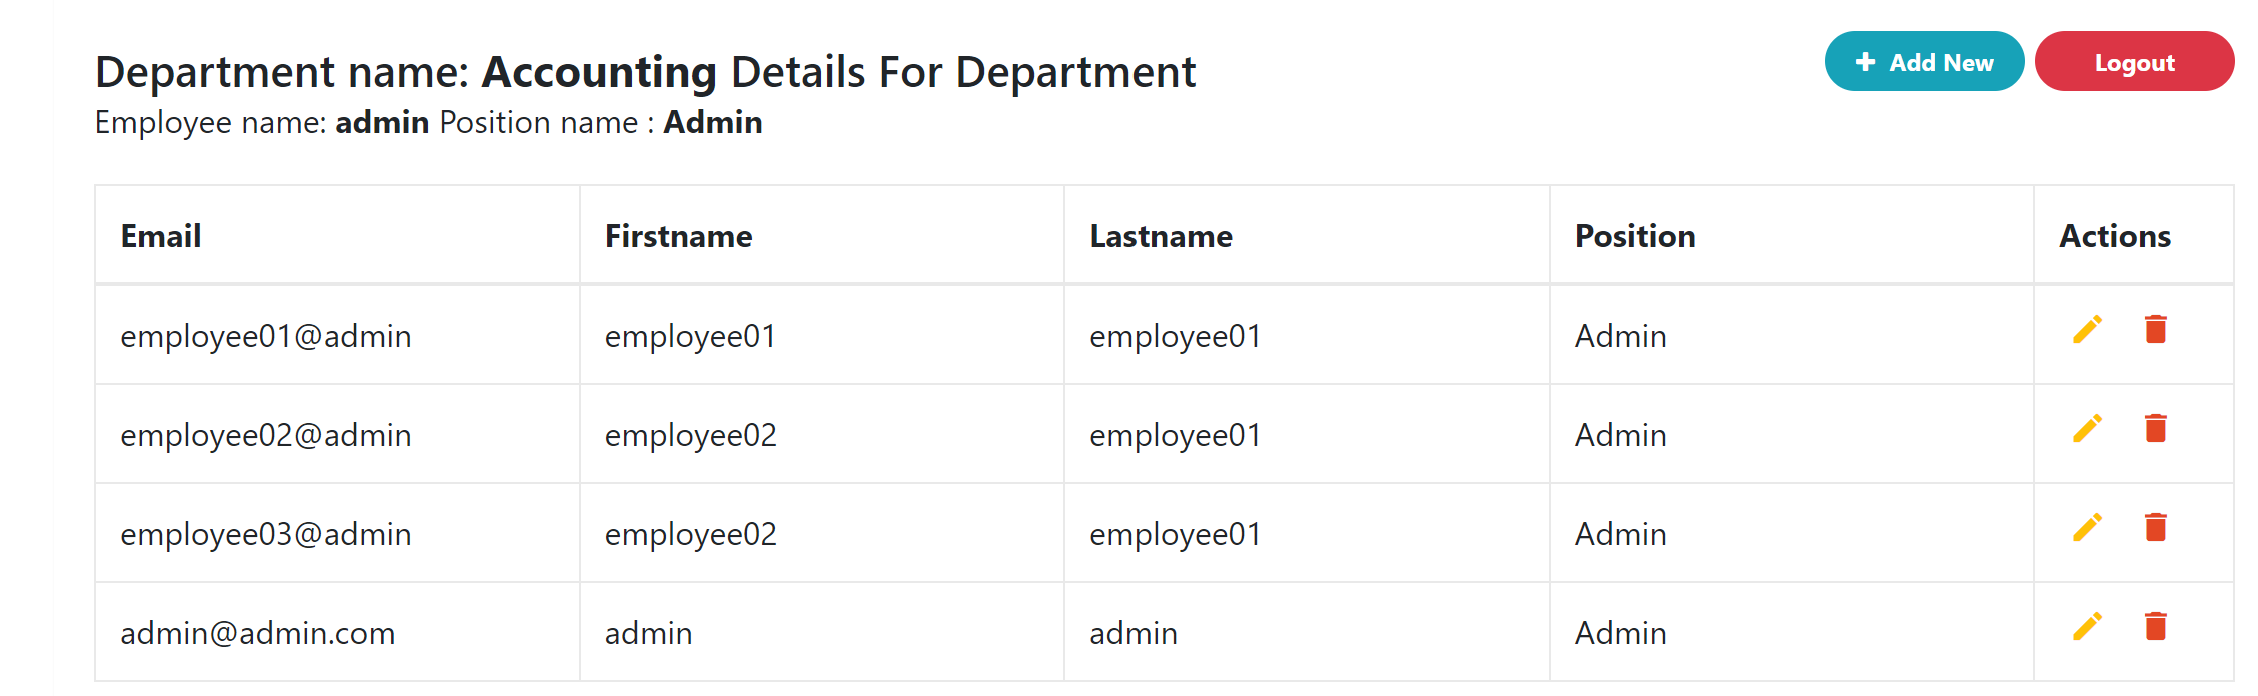 Department name: Accounting Details For Department
Add New
Logout
Employee name: admin Position name : Admin
Email Firstname Lastname Position Actions
employee01@admin employee01 employee01 Admin
employee02@admin employee02 employee01 Admin
employee03@admin employee02 employee01 Admin
admin@admin.com admin admin Admin